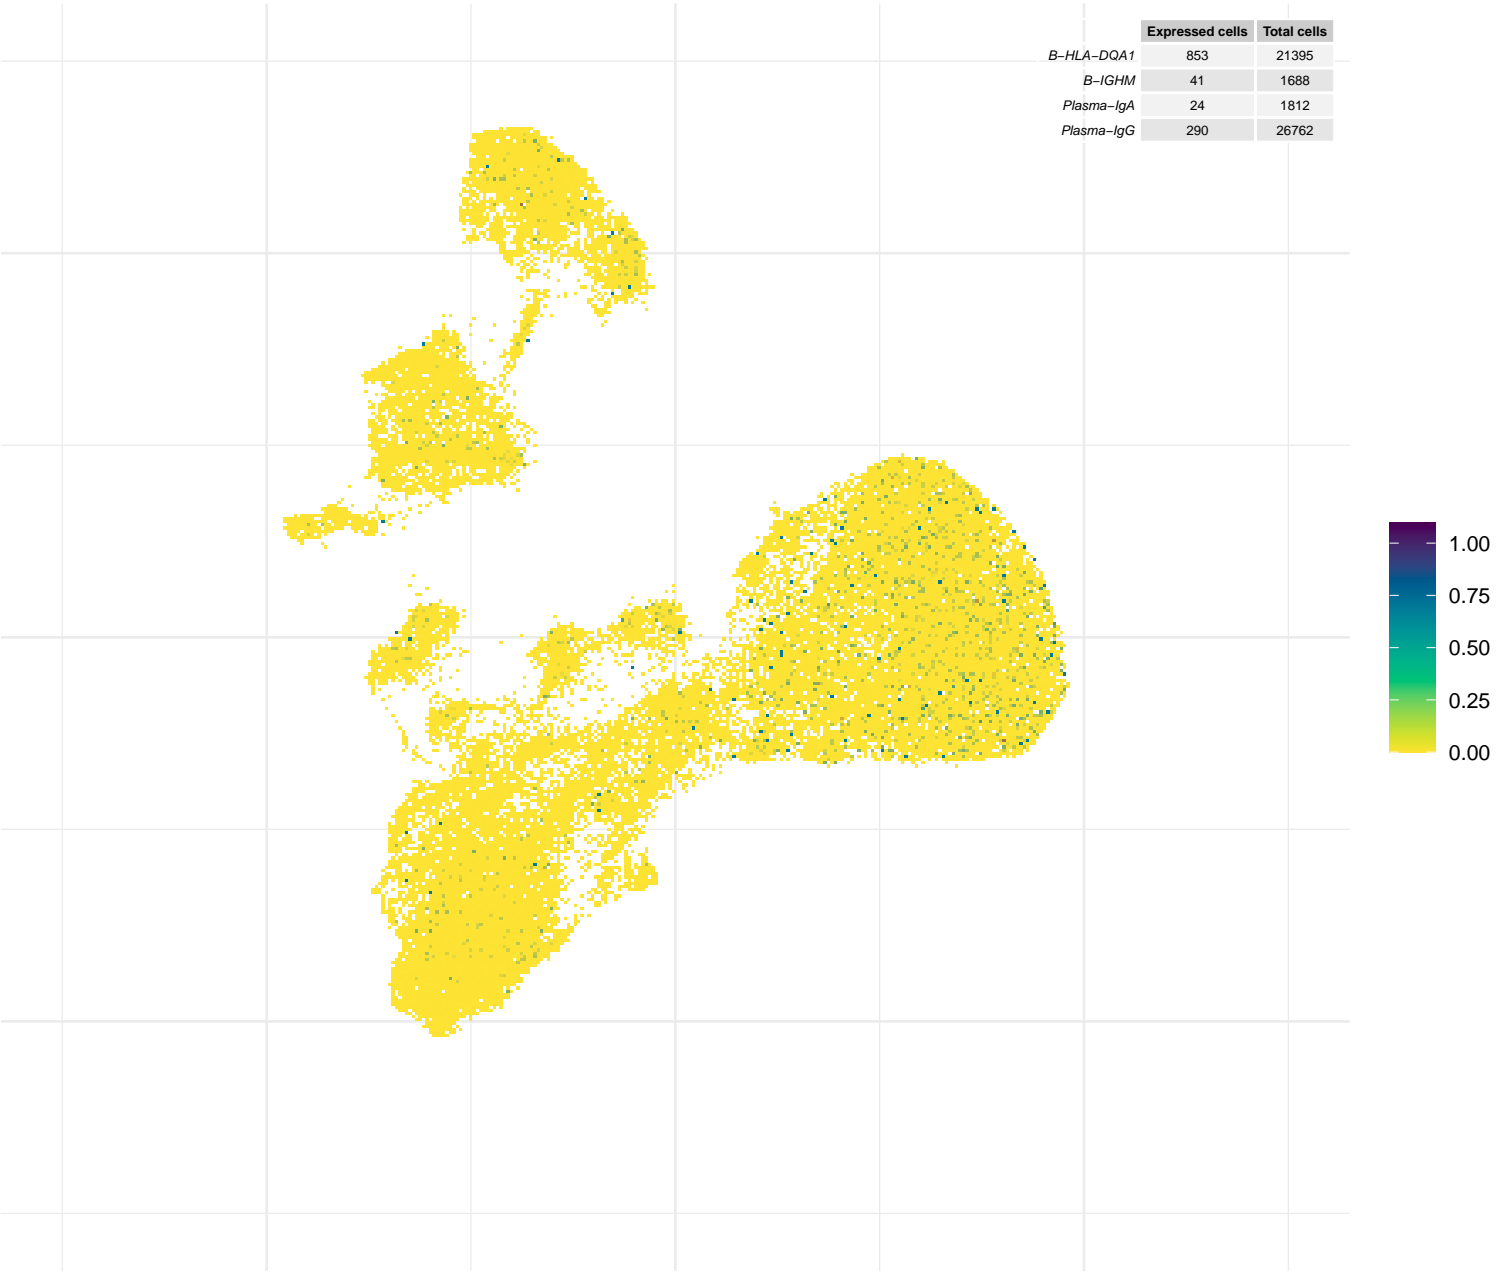 Expressed cells Total cells
B−HLA−DQA1 853 21395
B−IGHM 41 1688
Plasma−IgA 24 1812
Plasma−IgG 290 26762
1.00
0.75
0.50
0.25
0.00